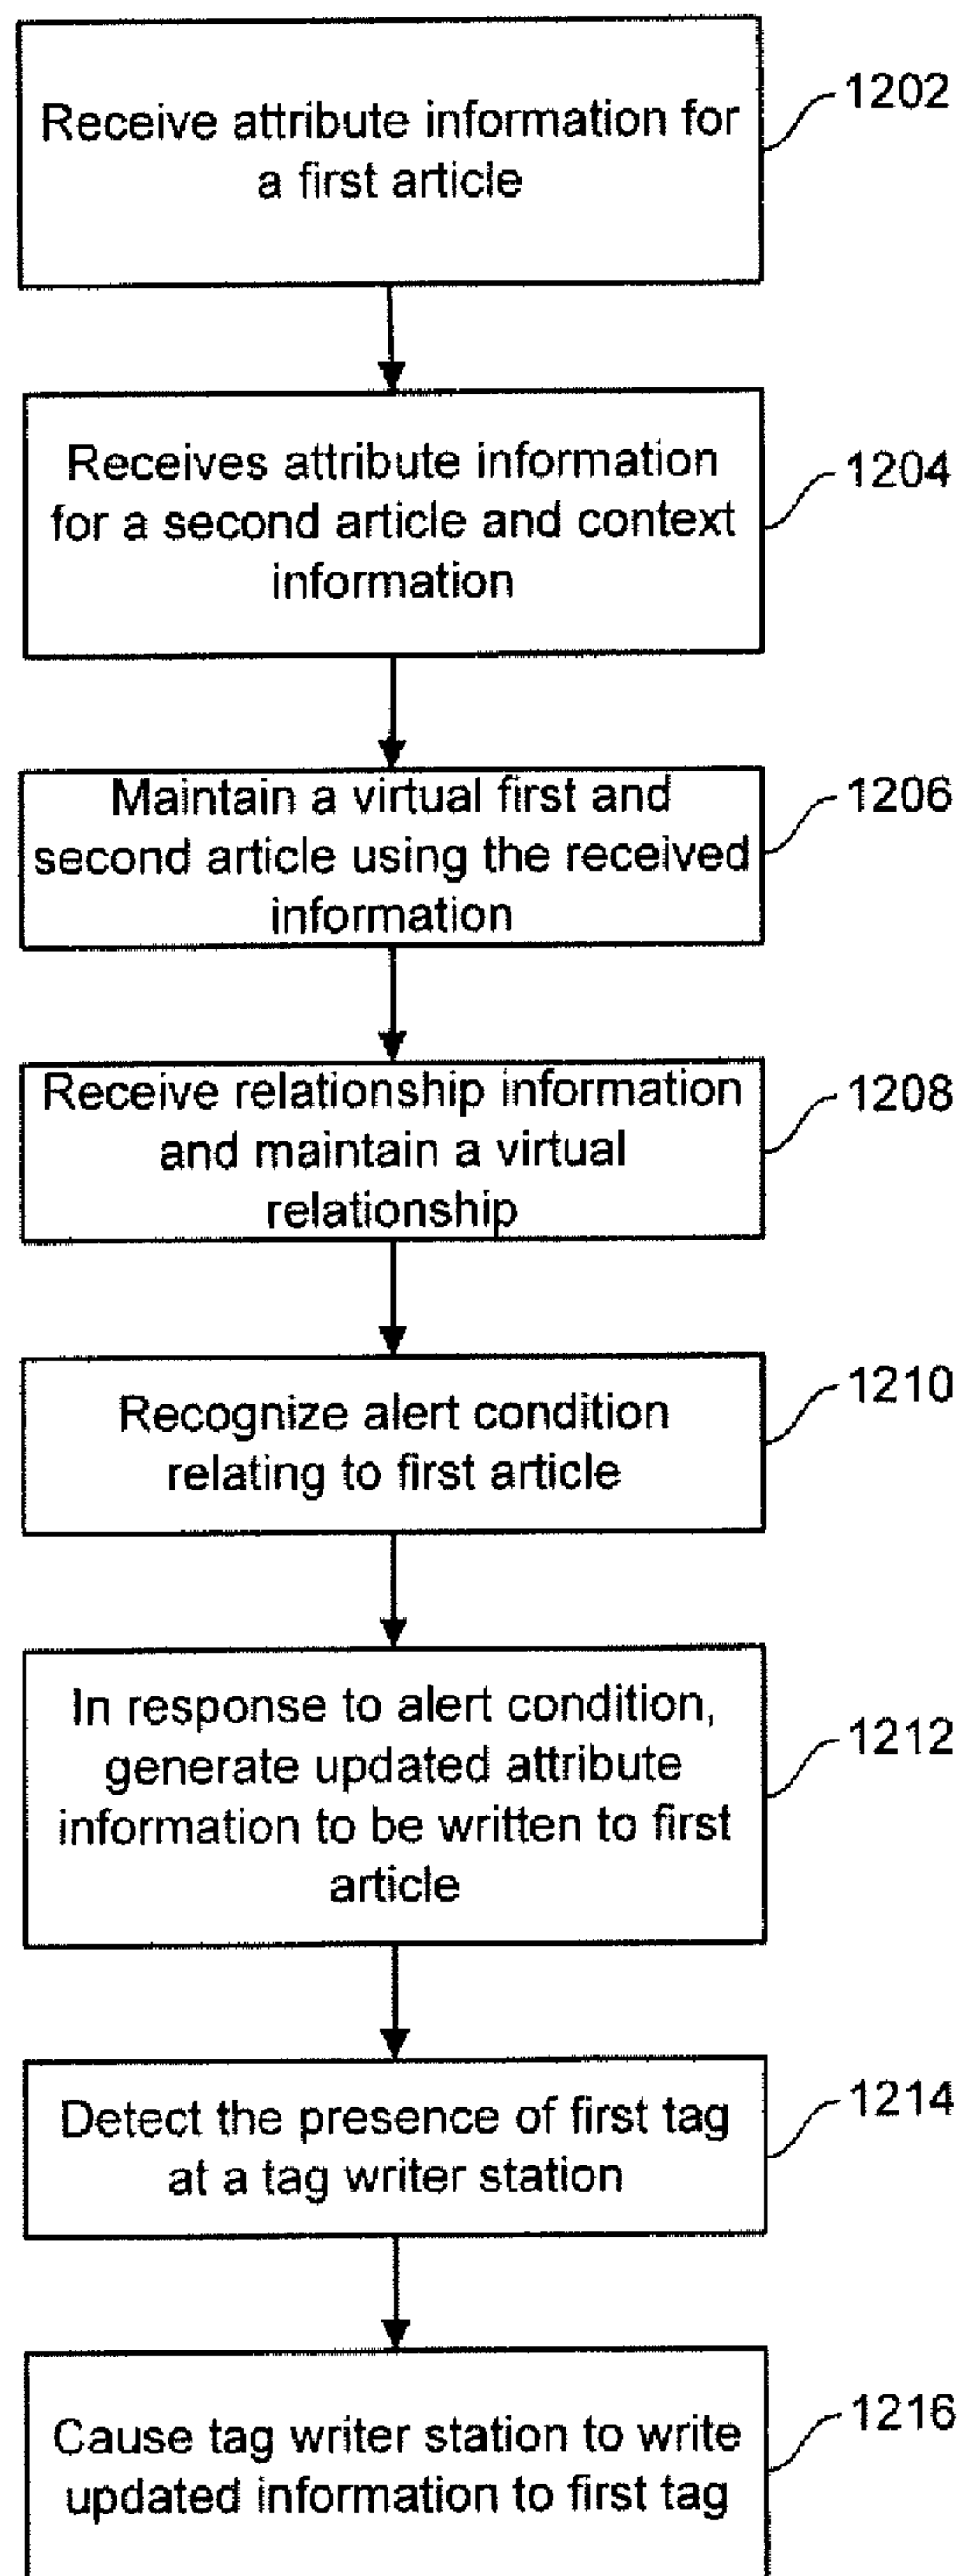 Receive attribute information for
a first article
1202
Receives attribute information
for a second article and context
information
1204
Maintain a virtual first and
second article using the received
information
1206
Receive relationship information
and maintain a virtual
relationship
1208
Recognize alert condition
relating to first article
1210
In response to alert condition,
generate updated attribute
information to be written to first
article
1212
Detect the presence of first tag
at a tag writer station
1214
Cause tag writer station to write
updated information to first tag
1216